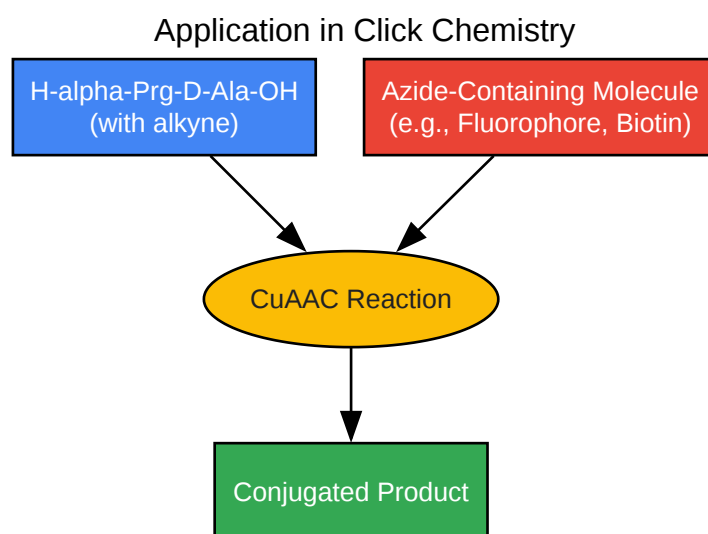 Application in Click Chemistry
H-alpha-Prg-D-Ala-OH
(with alkyne)
Azide-Containing Molecule
(e.g., Fluorophore, Biotin)
CuAAC Reaction
Conjugated Product